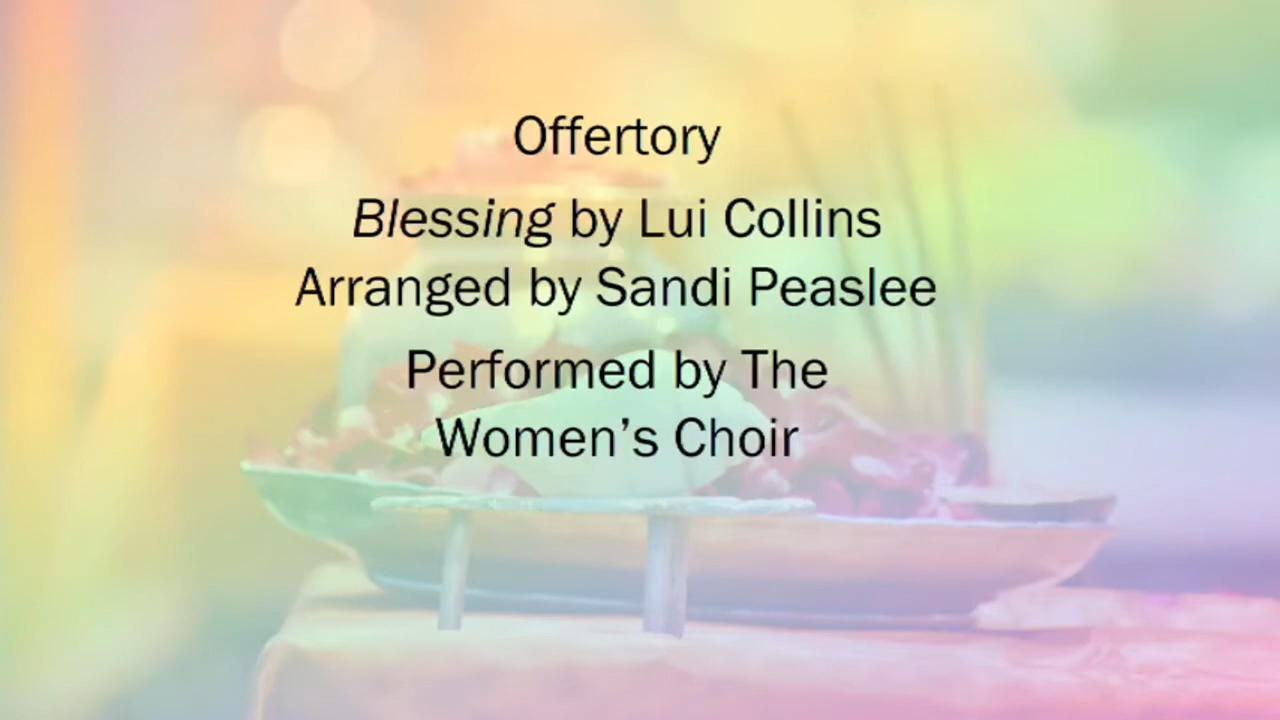 Offertory
Blessing by Lui Collins
Arranged by Sandi Peaslee
Performed by The
Women’s Choir